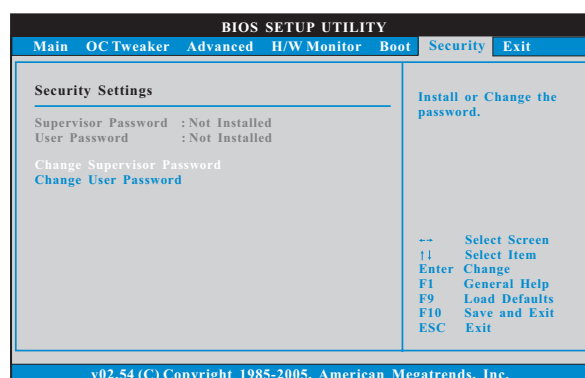 BIOS SETUP UTILITY
Main OC Tweaker Advanced H/W Monitor Boot Security Exit
Security Settings
Supervisor Password : Not Installed
User Password : Not Installed
Change Supervisor Password
Change User Password
Install or Change the
password.
←→ Select Screen
↑↓ Select Item
Enter Change
F1 General Help
F9 Load Defaults
F10 Save and Exit
ESC Exit
v02.54 (C) Copyright 1985-2005, American Megatrends, Inc.